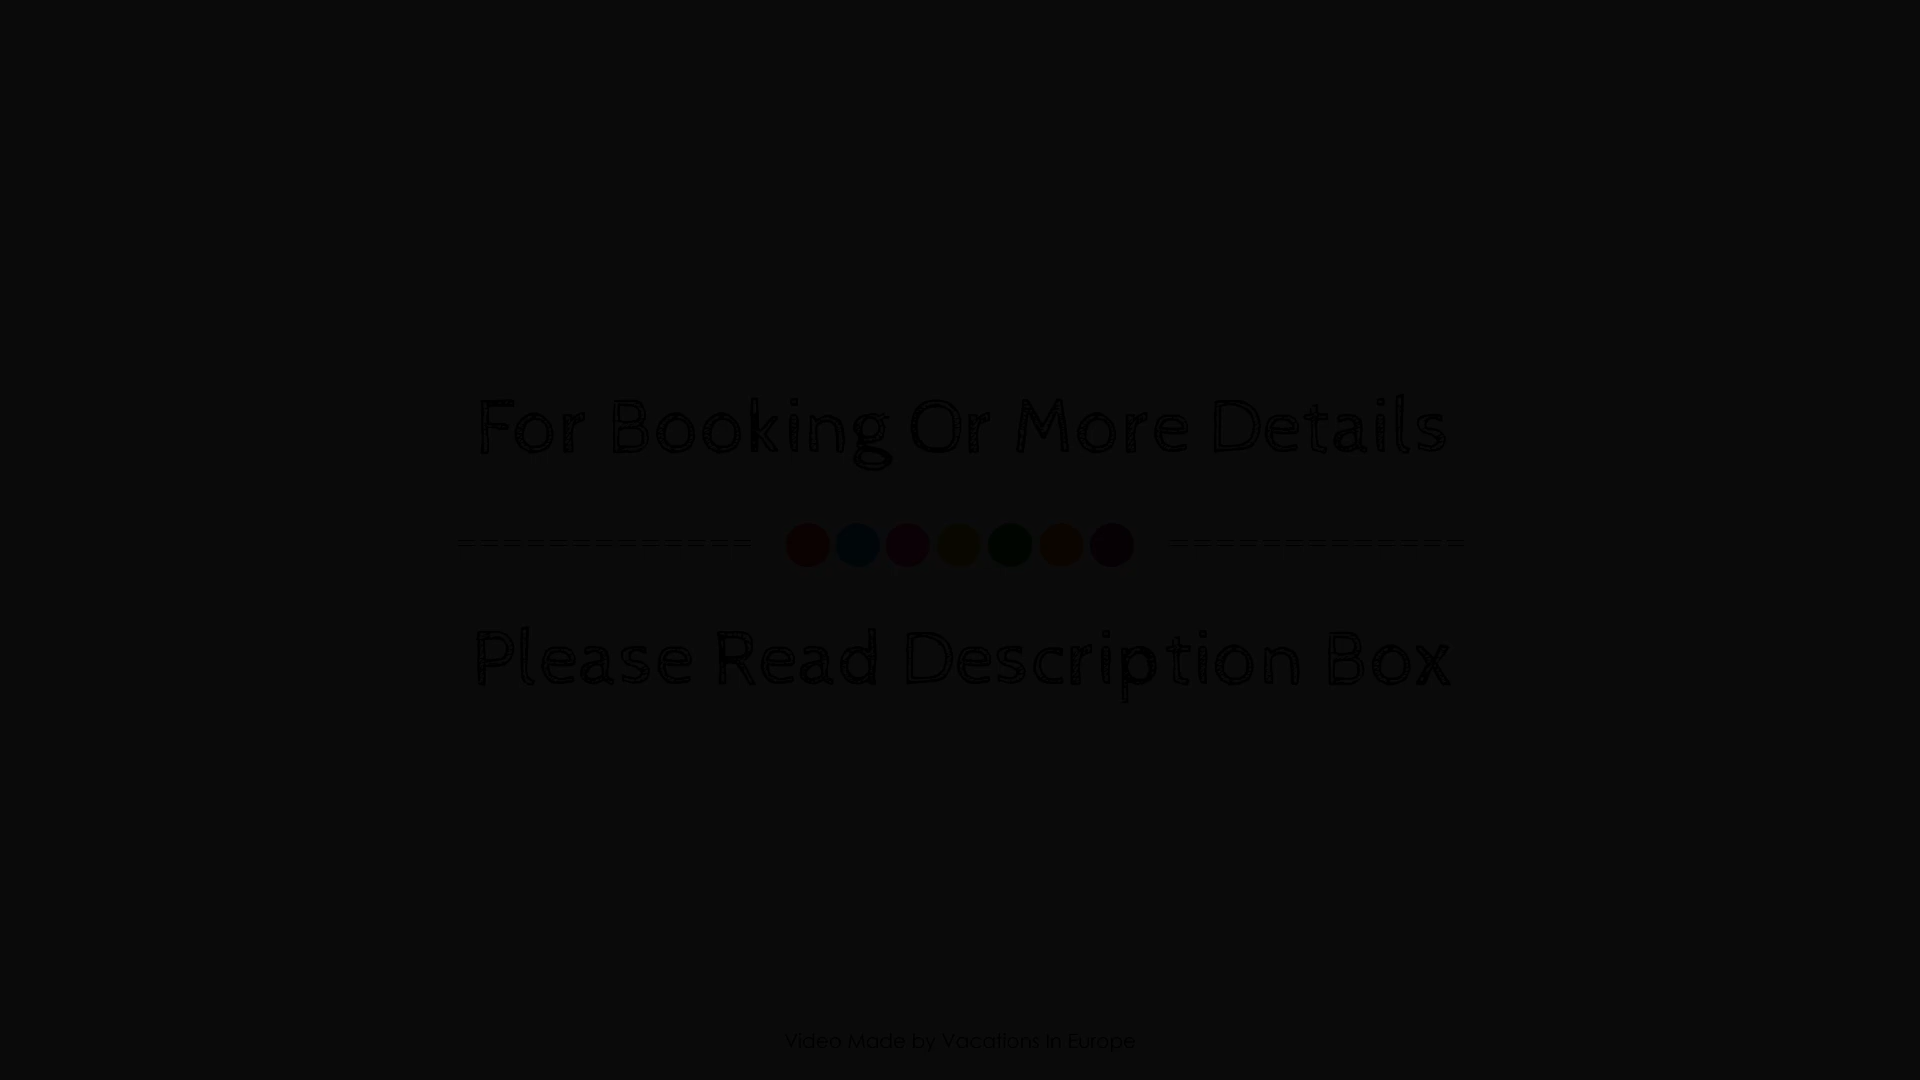 For Booking Or More Details
Please Read Description Box
Video Made by Vacations In Europe